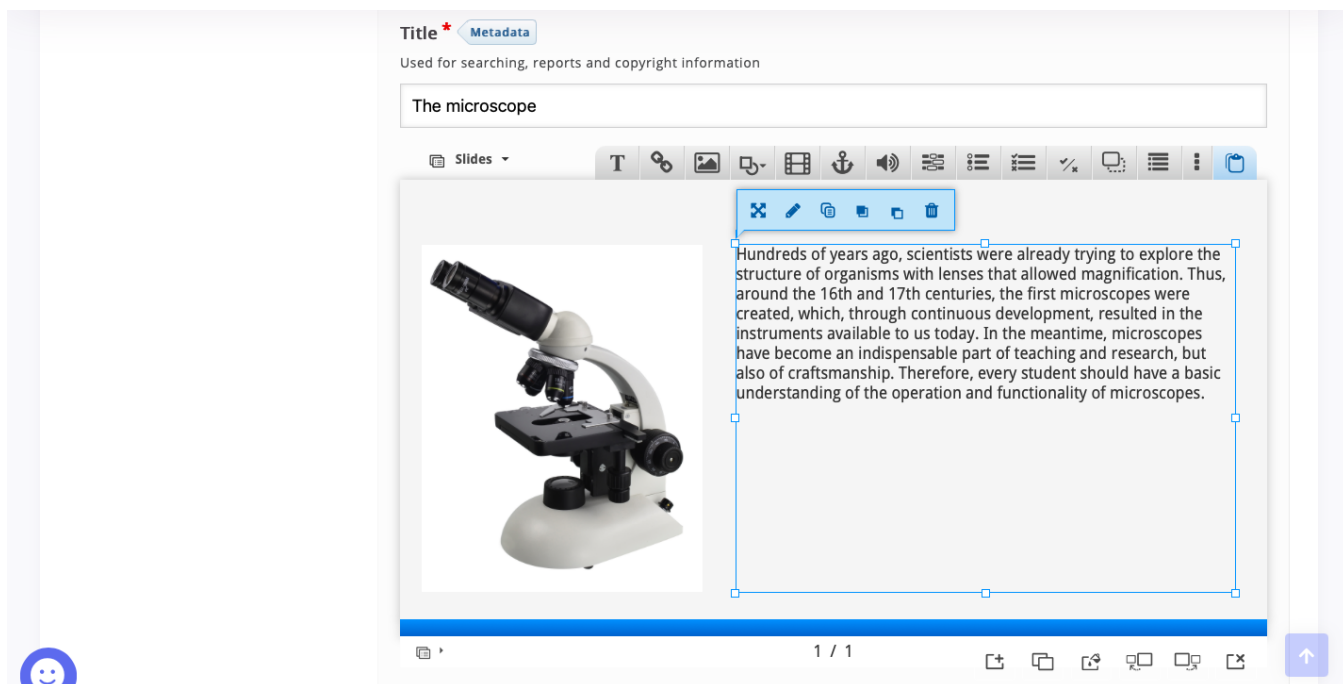 Title *
Metadata
Used for searching, reports and copyright information
The microscope
Slides
T
Hundreds of years ago, scientists were already trying to explore the
structure of organisms with lenses that allowed magnification. Thus,
around the 16th and 17th centuries, the first microscopes were
created, which, through continuous development, resulted in the
instruments available to us today. In the meantime, microscopes
have become an indispensable part of teaching and research, but
also of craftsmanship. Therefore, every student should have a basic
understanding of the operation and functionality of microscopes.
1 / 1